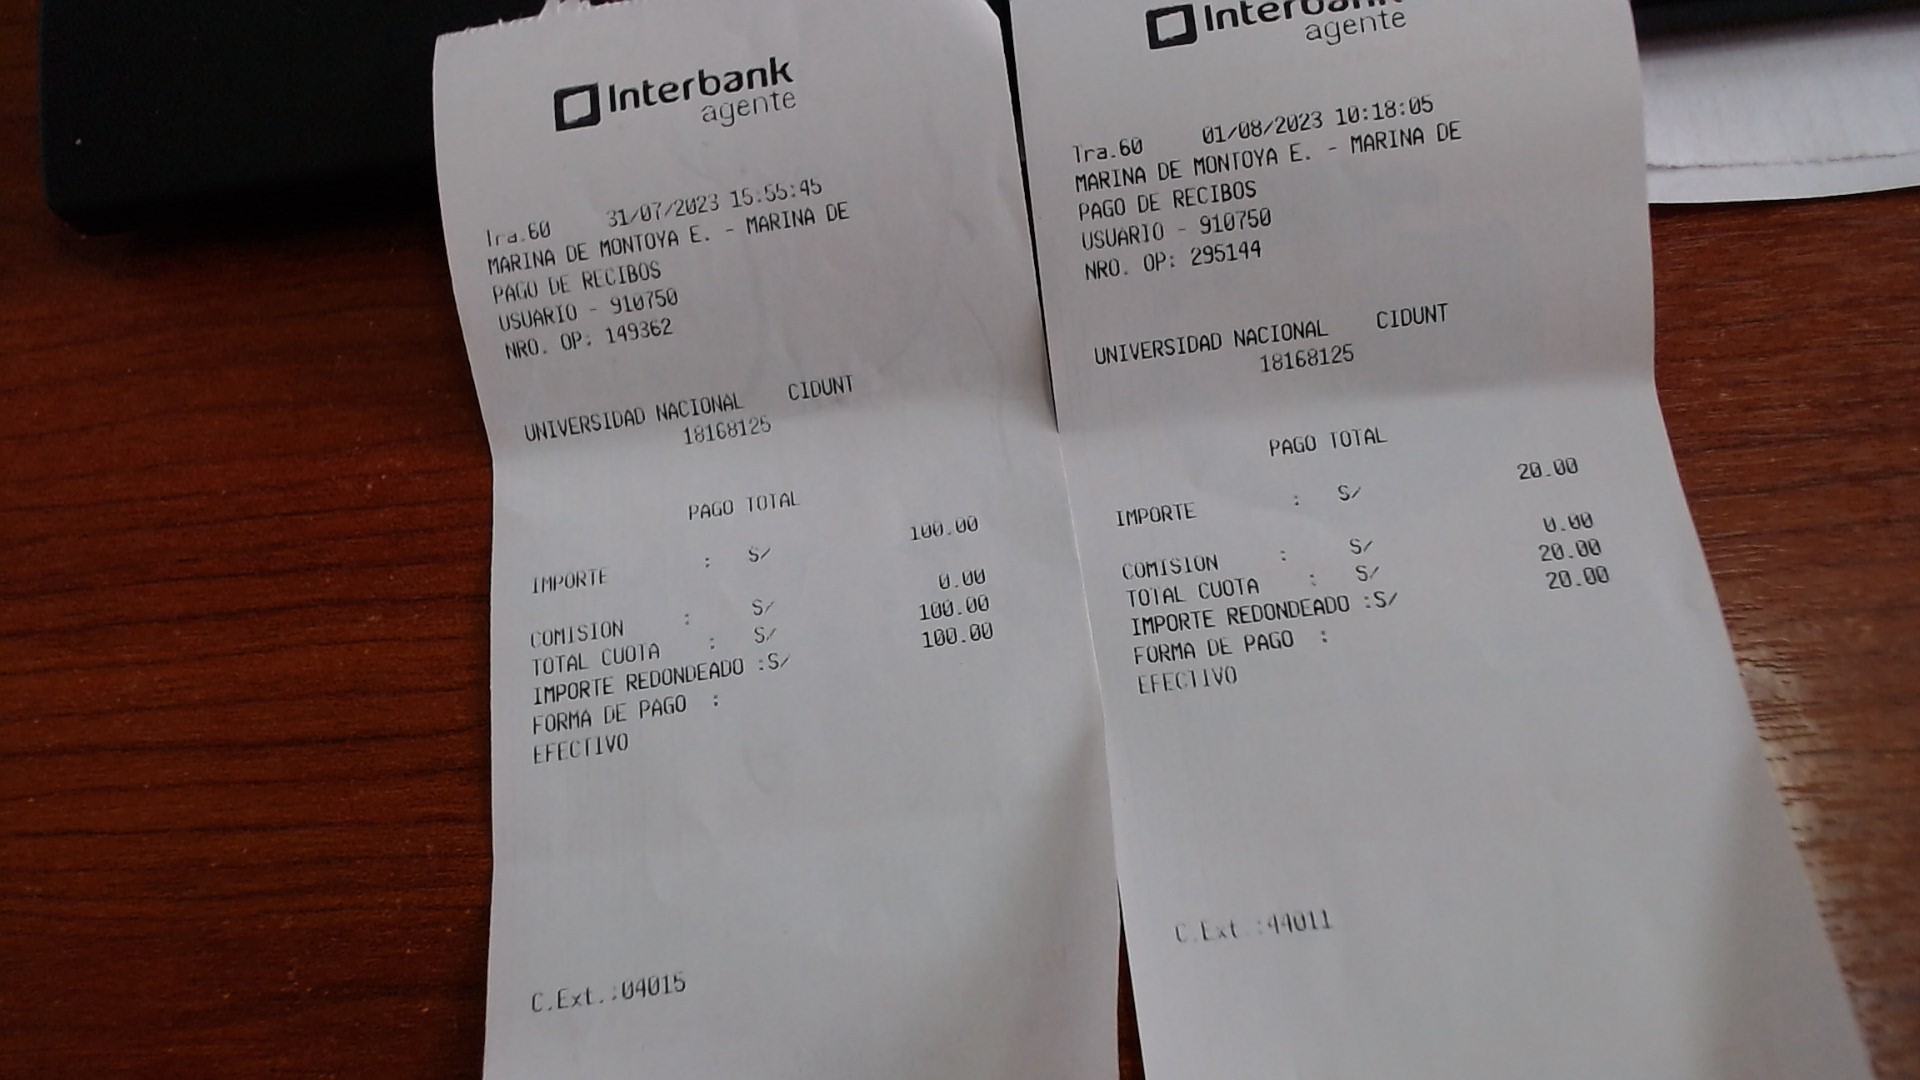 Interbank
agente
Tra.60 31/07/2023 15:55:45
MARINA DE MONTOYA E. - MARINA DE
PAGO DE RECIBOS
USUARIO - 910750
NRO. OP: 149362
UNIVERSIDAD NACIONAL CIDUNT
18168125
PAGO TOTAL
100.00
IMPORTE : S/
0.00
COMISION : S/
100.00
TOTAL CUOTA : S/
100.00
IMPORTE REDONDEADO :S/
FORMA DE PAGO :
EFECTIVO
C.Ext.:04015
Interbank
agente
Tra.60 01/08/2023 10:18:05
MARINA DE MONTOYA E. - MARINA DE
PAGO DE RECIBOS
USUARIO - 910750
NRO. OP: 295144
UNIVERSIDAD NACIONAL CIDUNT
18168125
PAGO TOTAL
20.00
IMPORTE : S/
0.00
COMISION : S/
20.00
TOTAL CUOTA : S/
20.00
IMPORTE REDONDEADO :S/
FORMA DE PAGO :
EFECTIVO
C.Ext.:44011